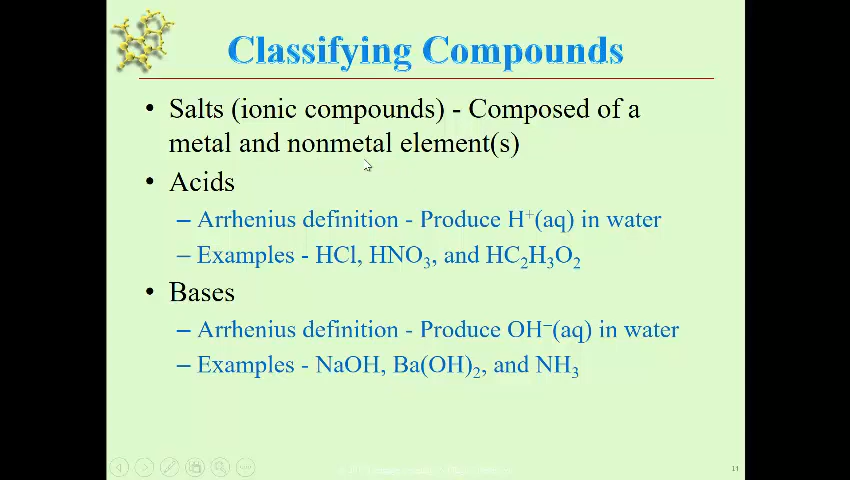 Classifying Compounds
• Salts (ionic compounds) - Composed of a
metal and nonmetal element(s)
• Acids
– Arrhenius definition - Produce H⁺(aq) in water
– Examples - HCl, HNO₃, and HC₂H₃O₂
• Bases
– Arrhenius definition - Produce OH⁻(aq) in water
– Examples - NaOH, Ba(OH)₂, and NH₃